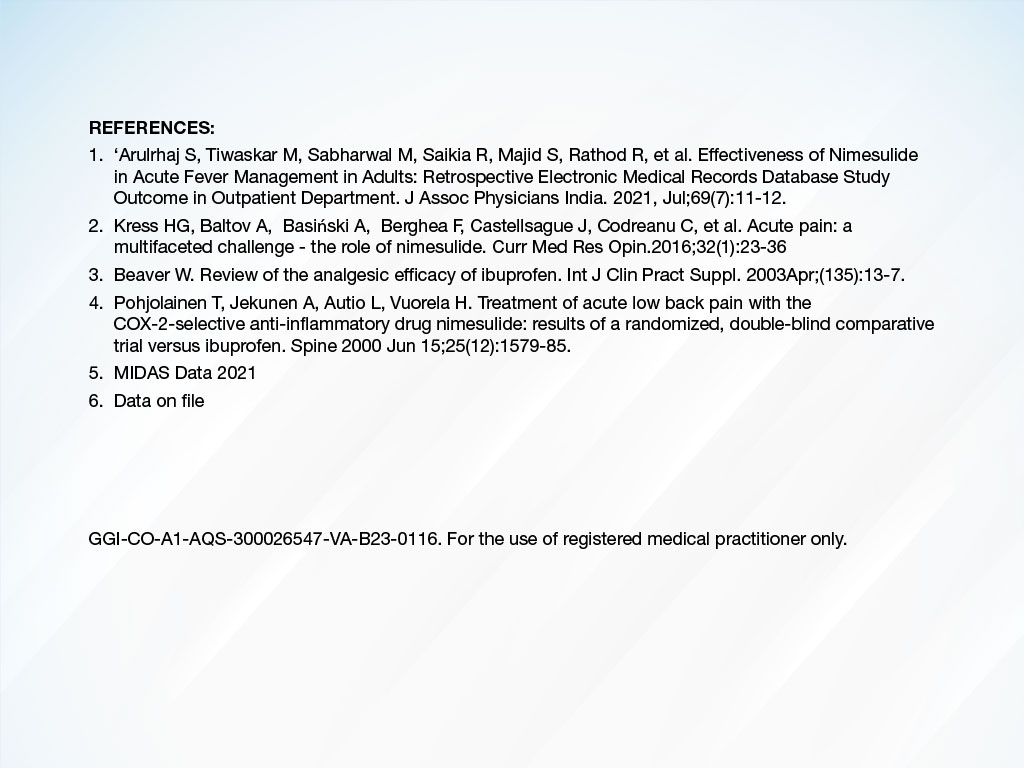 REFERENCES:
1. ‘Arulrhaj S, Tiwaskar M, Sabharwal M, Saikia R, Majid S, Rathod R, et al. Effectiveness of Nimesulide
in Acute Fever Management in Adults: Retrospective Electronic Medical Records Database Study
Outcome in Outpatient Department. J Assoc Physicians India. 2021, Jul;69(7):11-12.
2. Kress HG, Baltov A, Basiński A, Berghea F, Castellsague J, Codreanu C, et al. Acute pain: a
multifaceted challenge - the role of nimesulide. Curr Med Res Opin.2016;32(1):23-36
3. Beaver W. Review of the analgesic efficacy of ibuprofen. Int J Clin Pract Suppl. 2003Apr;(135):13-7.
4. Pohjolainen T, Jekunen A, Autio L, Vuorela H. Treatment of acute low back pain with the
COX-2-selective anti-inflammatory drug nimesulide: results of a randomized, double-blind comparative
trial versus ibuprofen. Spine 2000 Jun 15;25(12):1579-85.
5. MIDAS Data 2021
6. Data on file
GGI-CO-A1-AQS-300026547-VA-B23-0116. For the use of registered medical practitioner only.